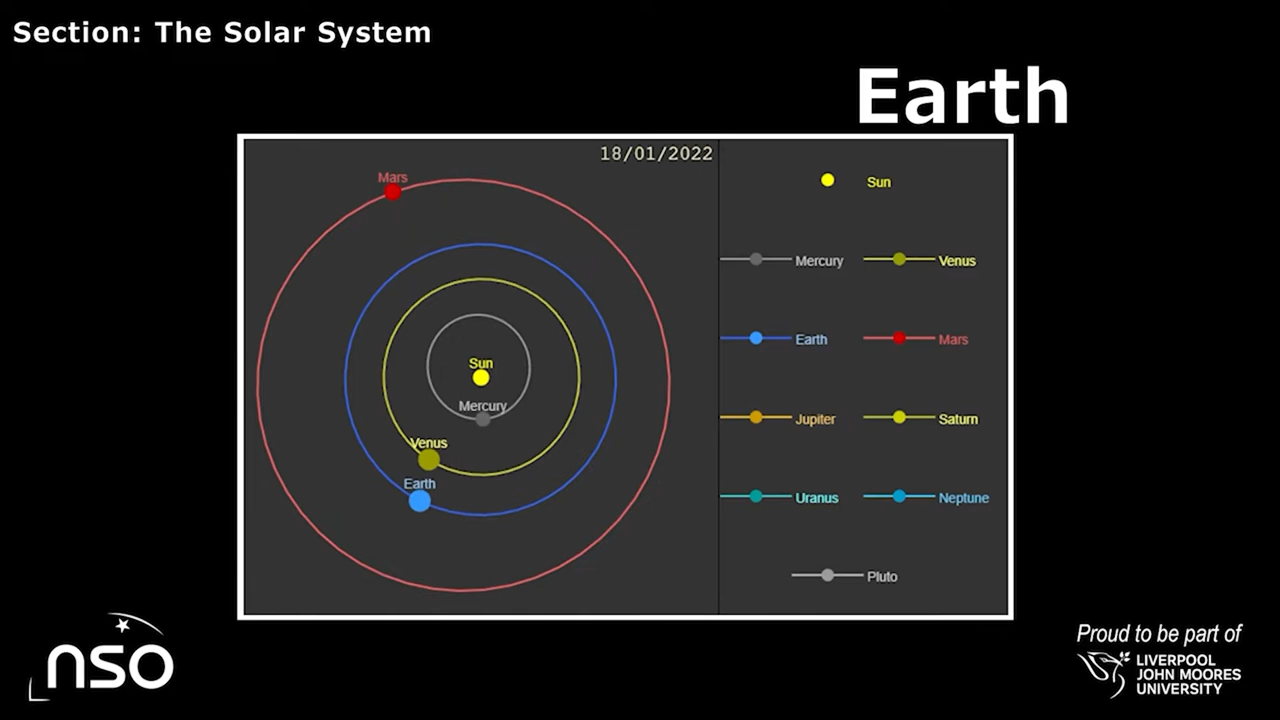 Section: The Solar System
Earth
18/01/2022
Mars
Sun
Mercury
Venus
Earth
Sun
Mercury
Venus
Earth
Mars
Jupiter
Saturn
Uranus
Neptune
Pluto
nso
Proud to be part of
LIVERPOOL
JOHN MOORES
UNIVERSITY